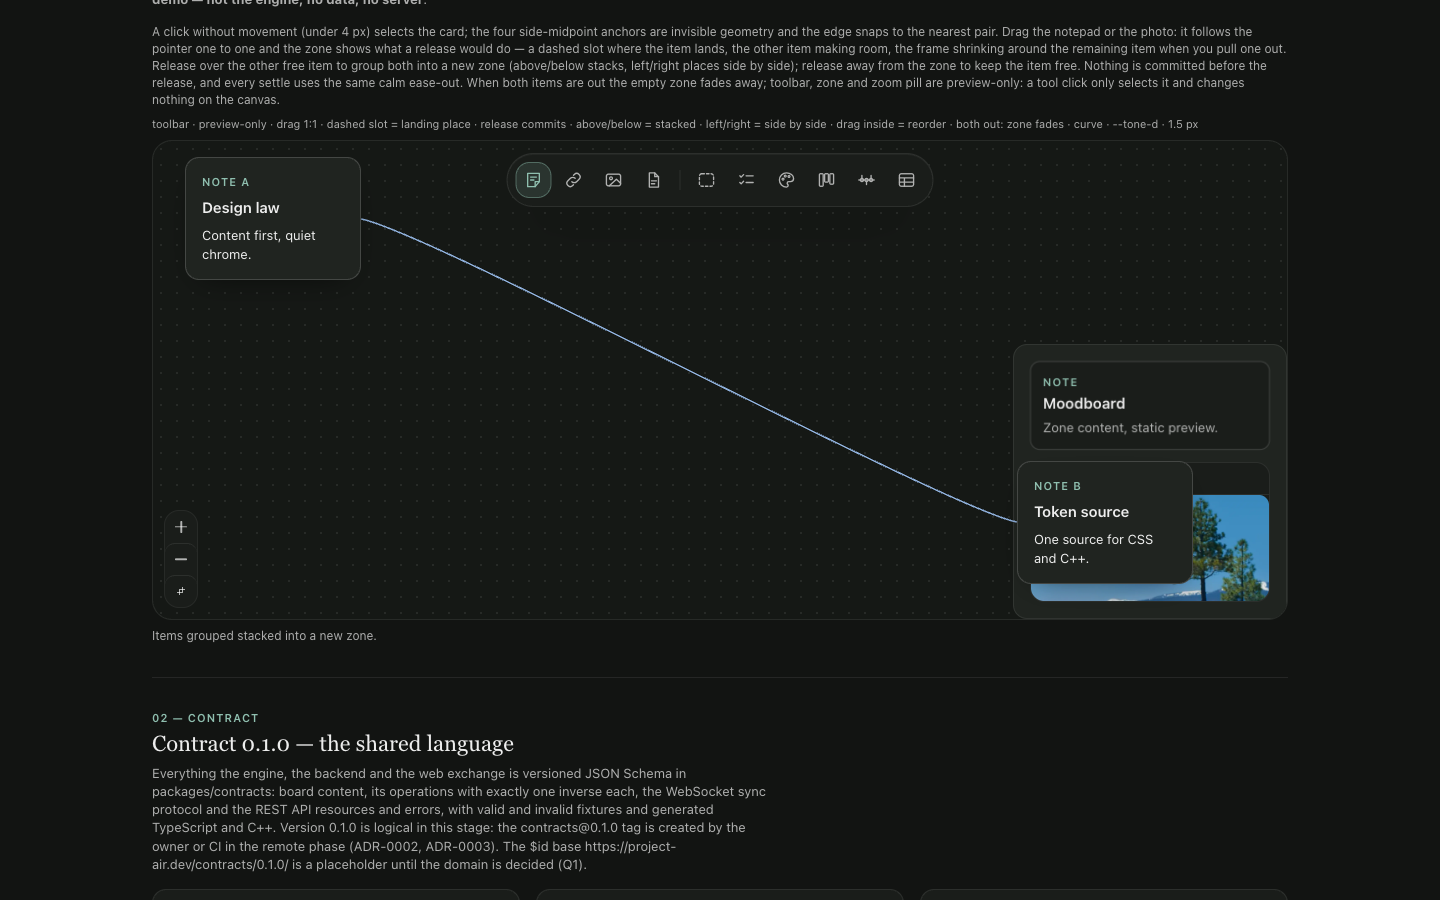 demo — not the engine, no data, no server.
A click without movement (under 4 px) selects the card; the four side-midpoint anchors are invisible geometry and the edge snaps to the nearest pair. Drag the notepad or the photo: it follows the
pointer one to one and the zone shows what a release would do — a dashed slot where the item lands, the other item making room, the frame shrinking around the remaining item when you pull one out.
Release over the other free item to group both into a new zone (above/below stacks, left/right places side by side); release away from the zone to keep the item free. Nothing is committed before the
release, and every settle uses the same calm ease-out. When both items are out the empty zone fades away; toolbar, zone and zoom pill are preview-only: a tool click only selects it and changes
nothing on the canvas.
toolbar · preview-only · drag 1:1 · dashed slot = landing place · release commits · above/below = stacked · left/right = side by side · drag inside = reorder · both out: zone fades · curve · --tone-d · 1.5 px
NOTE A
Design law
Content first, quiet
chrome.
NOTE
Moodboard
Zone content, static preview.
NOTE B
Token source
One source for CSS
and C++.
Items grouped stacked into a new zone.
02 — CONTRACT
Contract 0.1.0 — the shared language
Everything the engine, the backend and the web exchange is versioned JSON Schema in
packages/contracts: board content, its operations with exactly one inverse each, the WebSocket sync
protocol and the REST API resources and errors, with valid and invalid fixtures and generated
TypeScript and C++. Version 0.1.0 is logical in this stage: the contracts@0.1.0 tag is created by the
owner or CI in the remote phase (ADR-0002, ADR-0003). The $id base https://project-
air.dev/contracts/0.1.0/ is a placeholder until the domain is decided (Q1).